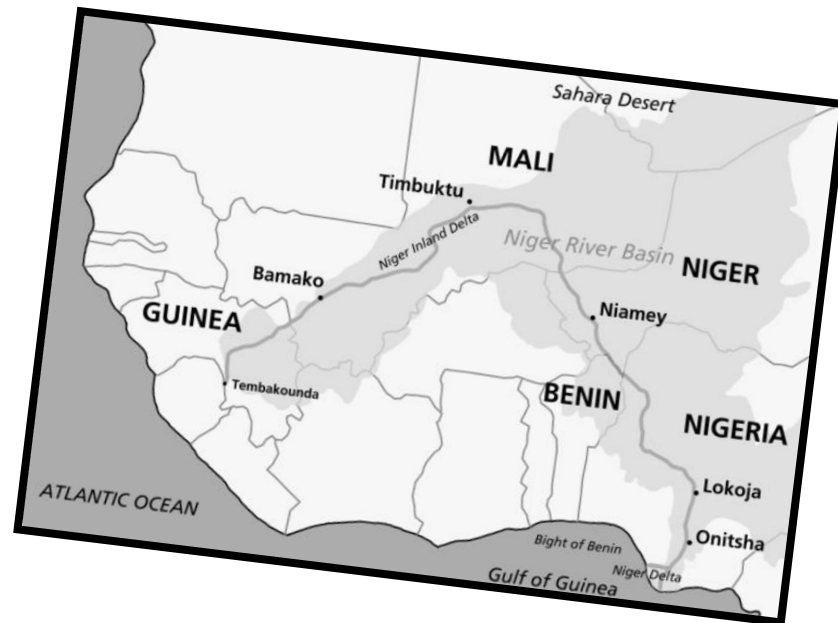 Sahara Desert
MALI
Timbuktu
Niger Inland Delta
Niger River Basin
NIGER
Bamako
GUINEA
Niamey
Tembakounda
BENIN
NIGERIA
Lokoja
ATLANTIC OCEAN
Onitsha
Bight of Benin
Niger Delta
Gulf of Guinea